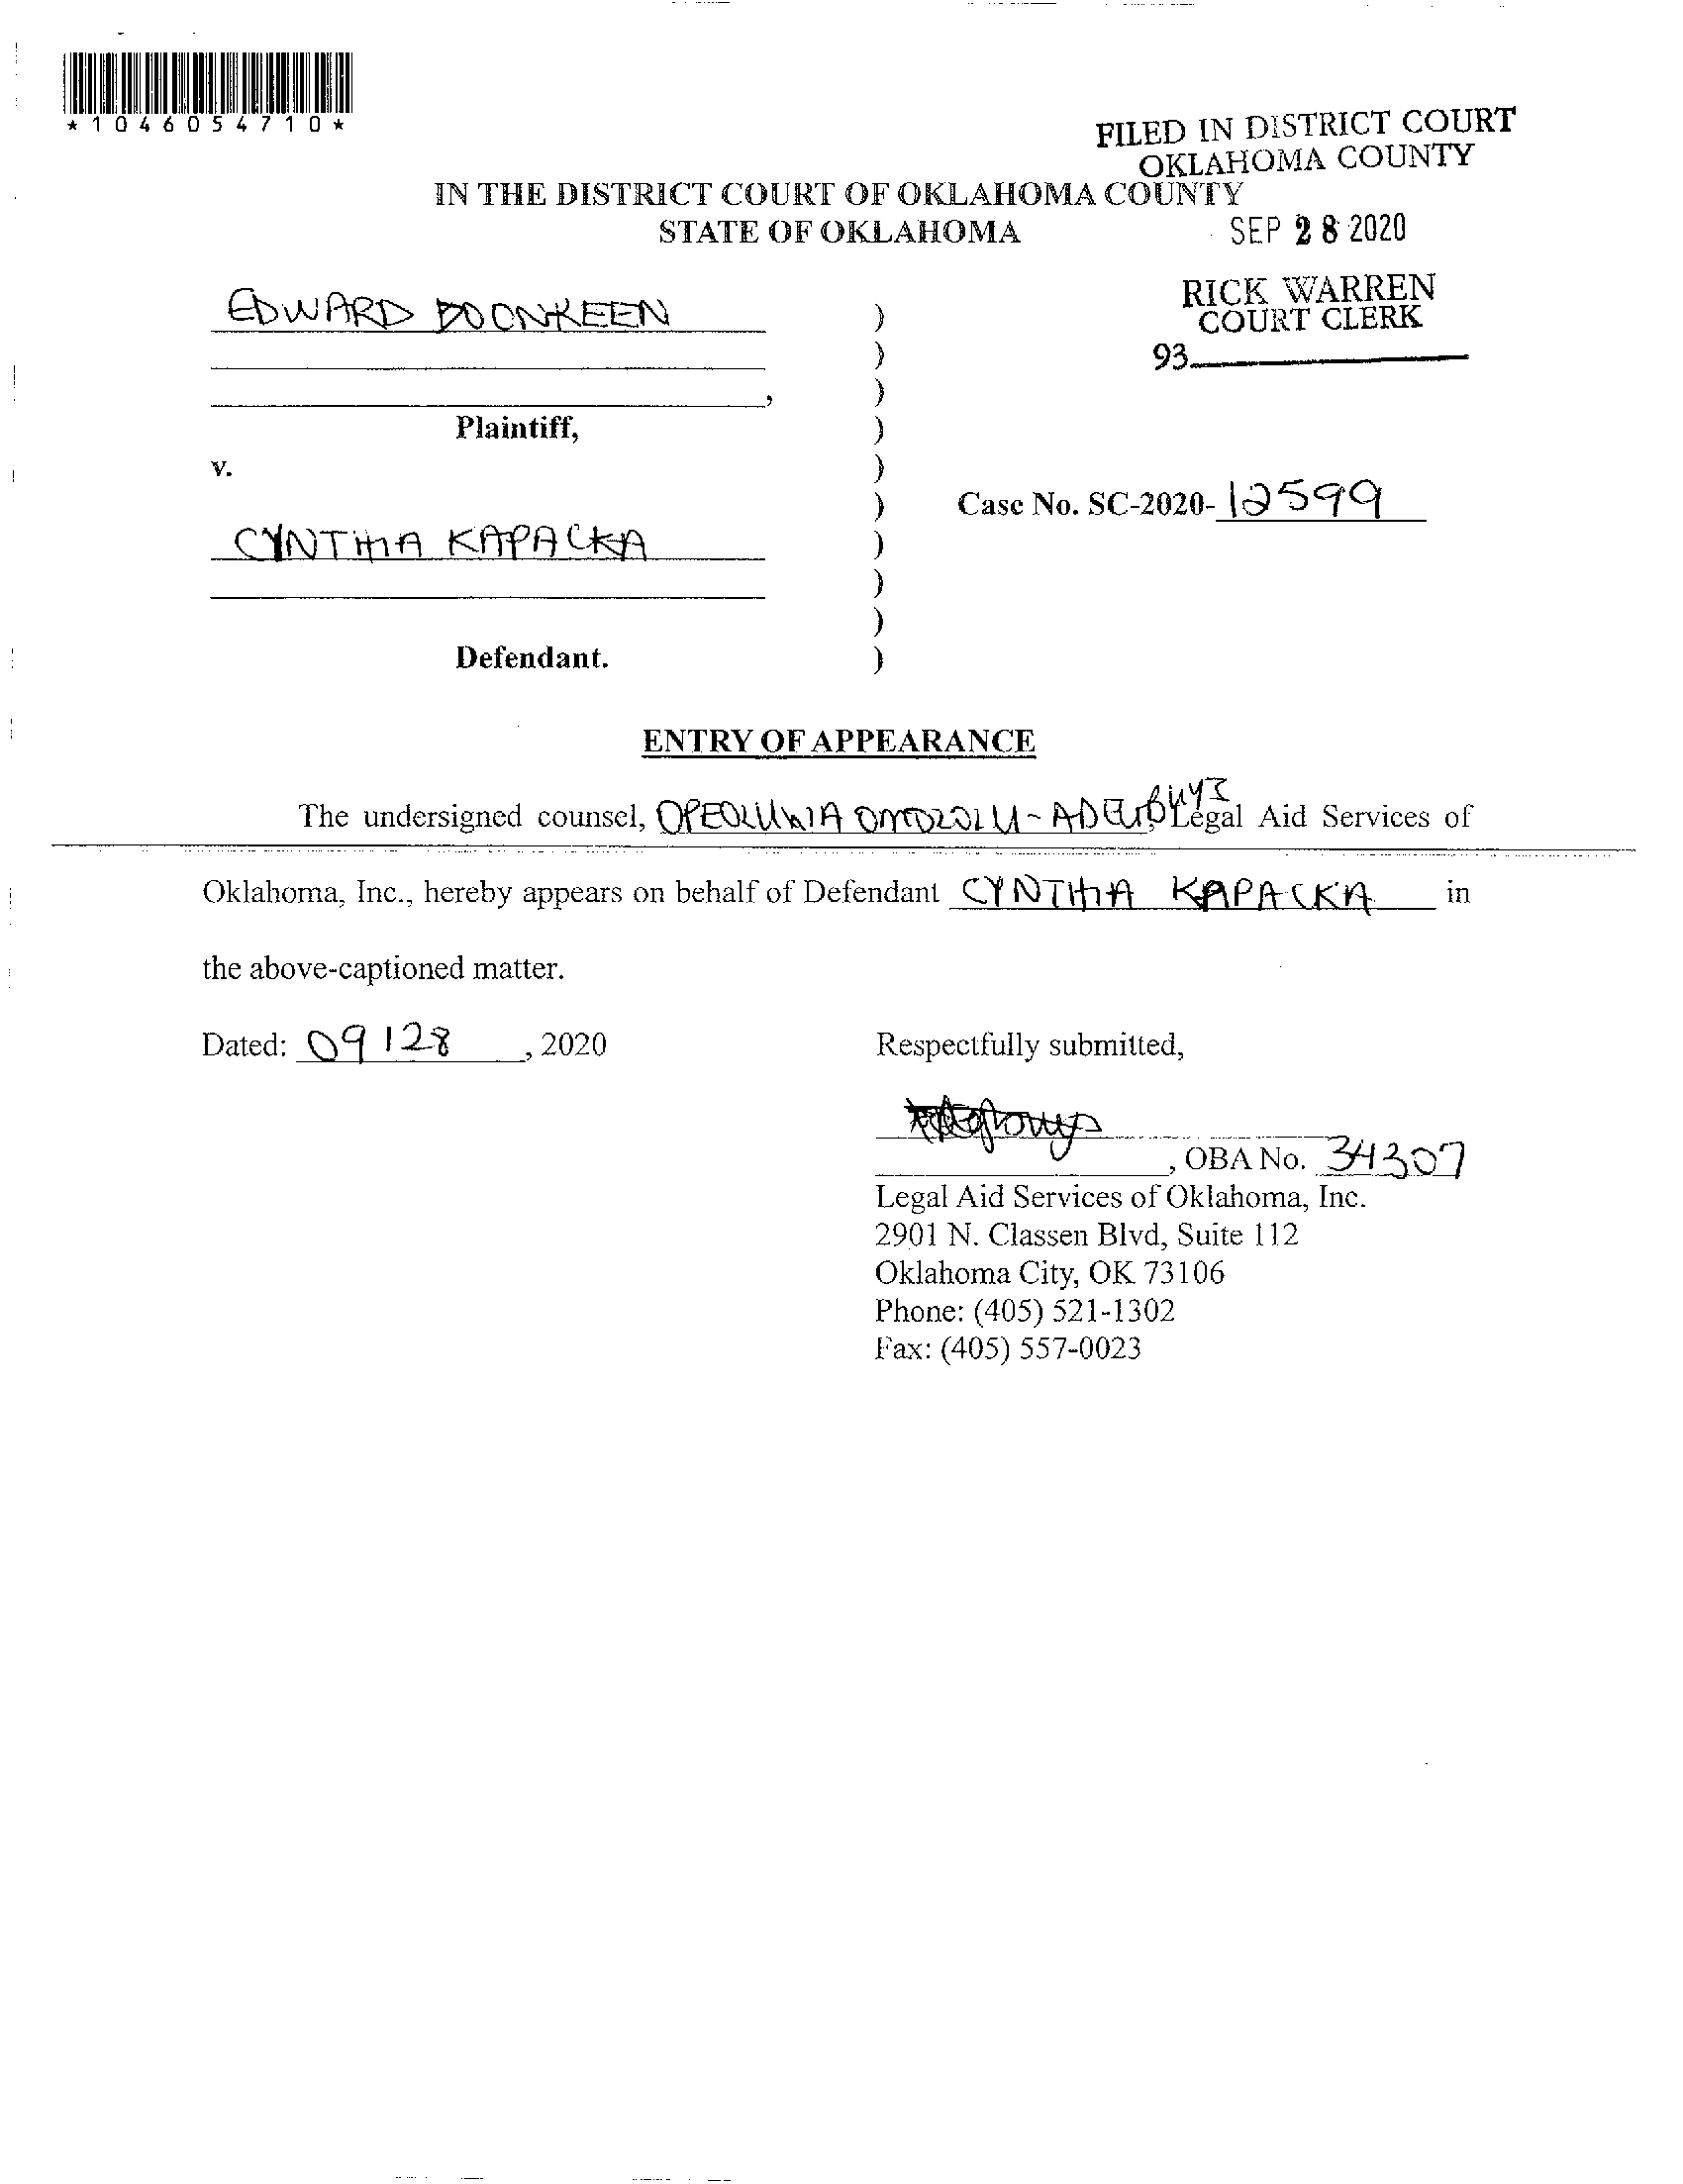 *1046054710*
FILED IN DISTRICT COURT
OKLAHOMA COUNTY
IN THE DISTRICT COURT OF OKLAHOMA COUNTY
STATE OF OKLAHOMA
SEP 28 2020
RICK WARREN
COURT CLERK
93
EDWARD DOONKEEN
)
)
, )
Plaintiff, )
v. )
) Case No. SC-2020-12599
CYNTHIA KAPACKA )
)
)
Defendant. )
ENTRY OF APPEARANCE
The undersigned counsel, Legal Aid Services of
Oklahoma, Inc., hereby appears on behalf of Defendant CYNTHIA KAPACKA in
the above-captioned matter.
Dated: 09/28, 2020
Respectfully submitted,
, OBA No. 34307
Legal Aid Services of Oklahoma, Inc.
2901 N. Classen Blvd, Suite 112
Oklahoma City, OK 73106
Phone: (405) 521-1302
Fax: (405) 557-0023